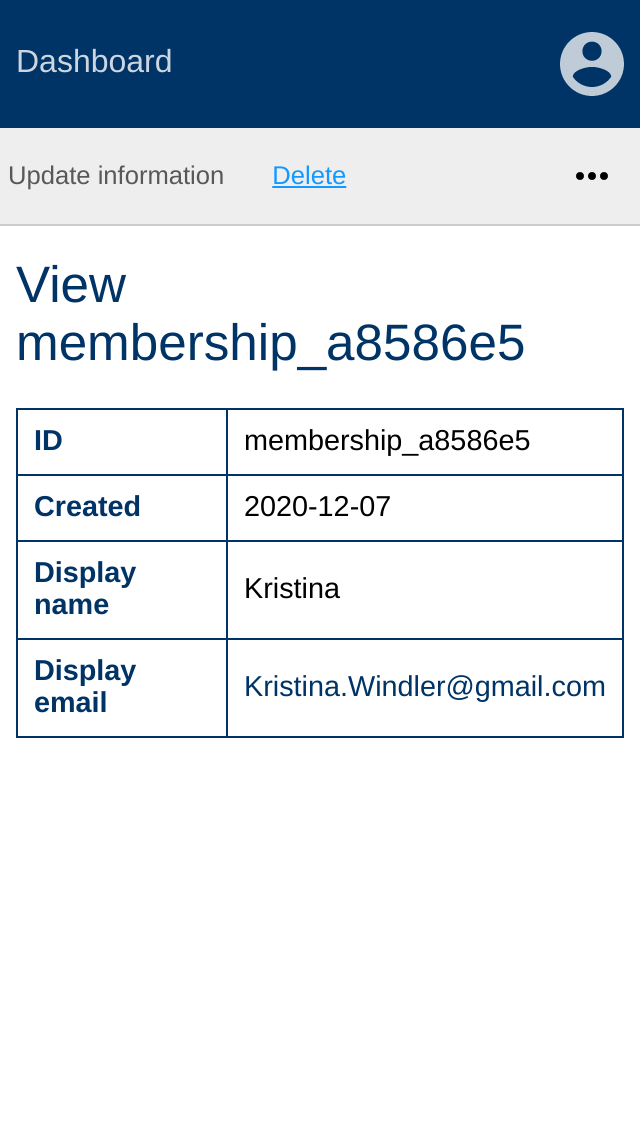 Dashboard
Update information Delete
View
membership_a8586e5
ID membership_a8586e5
Created 2020-12-07
Display
name
Kristina
Display
email
Kristina.Windler@gmail.com